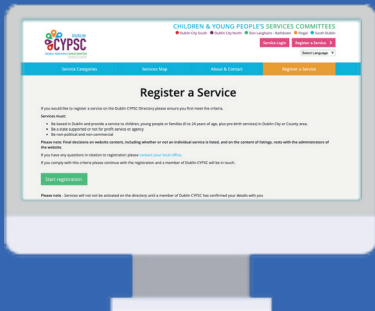 DUBLIN
CYPSC
CHILDREN & YOUNG PEOPLE'S SERVICES COMMITTEES
Dublin City South Dublin City North Dun Laoghaire - Rathdown Fingal South Dublin
Service Login Register a Service
Select Language
Service Categories Services Map About & Contact Register a Service
Register a Service
If you would like to register a service on the Dublin CYPSC Directory please ensure you first meet the criteria.
Services must:
Be based in Dublin and provide a service to children, young people or families (0 to 24 years of age, plus pre-birth services) in Dublin City or County area.
Be a state supported or not for profit service or agency
Be non-political and non-commercial
Please note: Final decisions on website content, including whether or not an individual service is listed, and on the content of listings, rests with the administrators of
the website.
If you have any questions in relation to registration please contact your local office.
If you comply with this criteria please continue with the registration and a member of Dublin CYPSC will be in touch.
Start registration
Please note - Services will not be activated on the directory until a member of Dublin CYPSC has confirmed your details with you